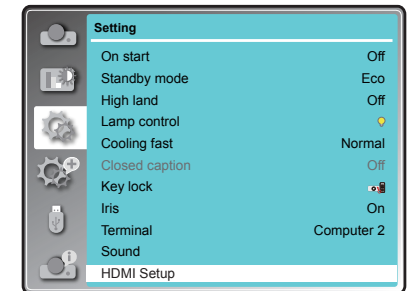 Setting
On start Off
Standby mode Eco
High land Off
Lamp control
Cooling fast Normal
Closed caption Off
Key lock
Iris On
Terminal Computer 2
Sound
HDMI Setup